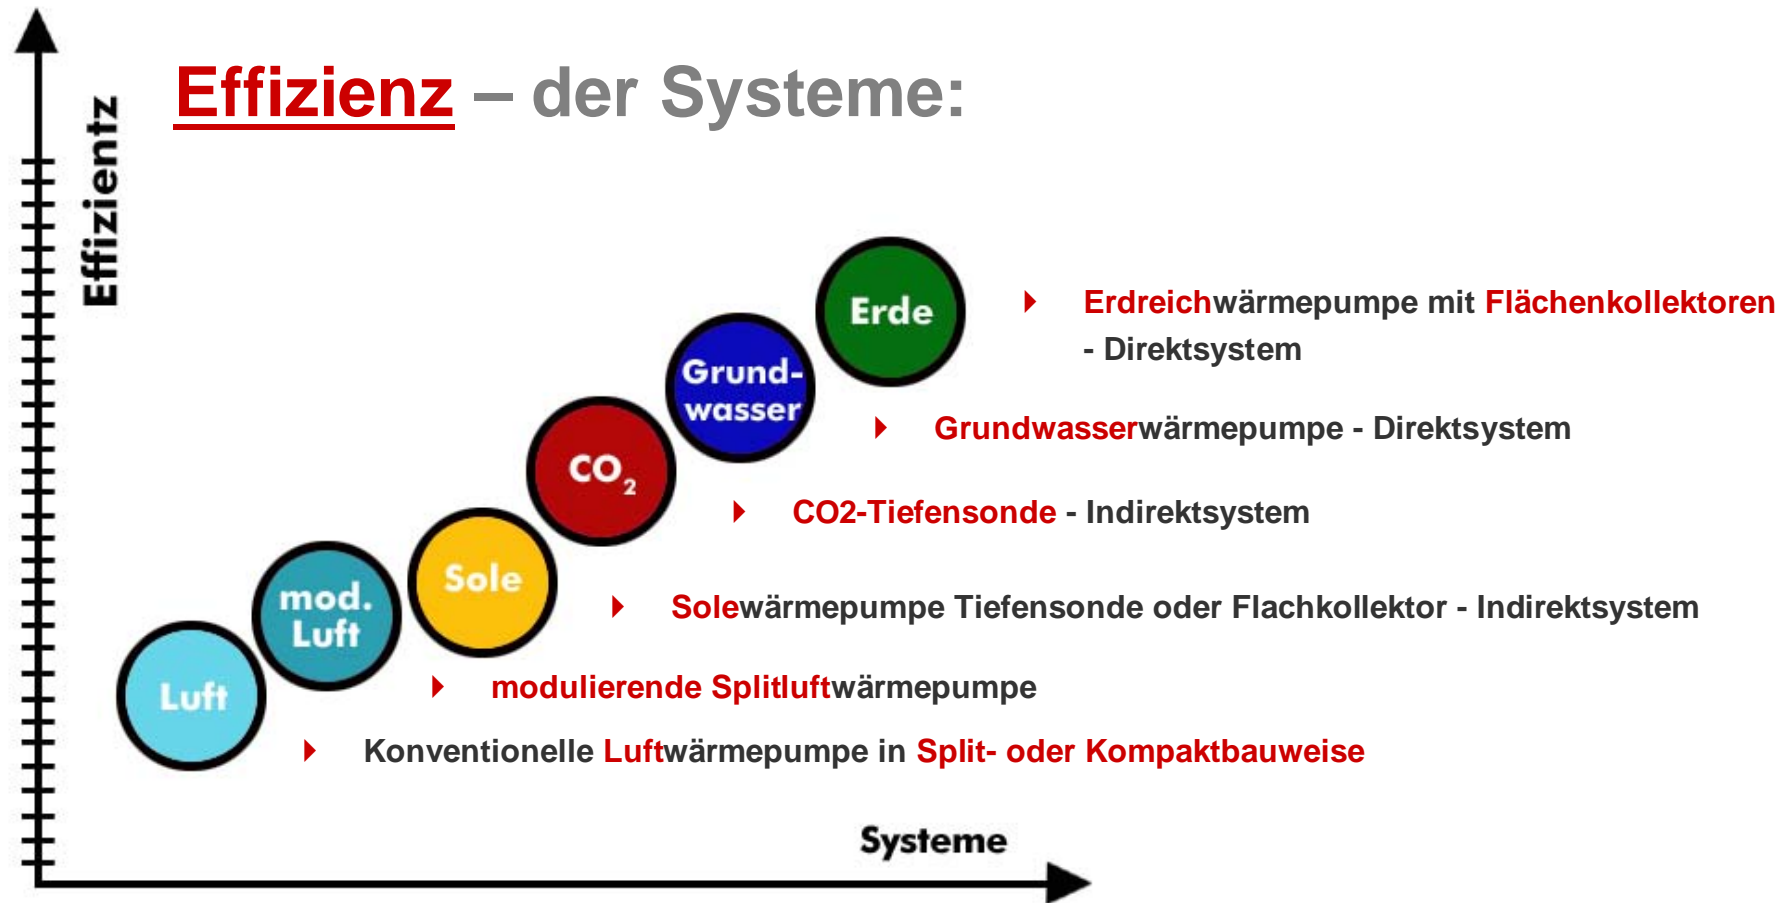 Effizienz – der Systeme:
Effizientz
Erde
Erdreichwärmepumpe mit Flächenkollektoren
- Direktsystem
Grund-
wasser
Grundwasserwärmepumpe - Direktsystem
CO2
CO2-Tiefensonde - Indirektsystem
Sole
Solewärmepumpe Tiefensonde oder Flachkollektor - Indirektsystem
mod.
Luft
modulierende Splitluftwärmepumpe
Luft
Konventionelle Luftwärmepumpe in Split- oder Kompaktbauweise
Systeme